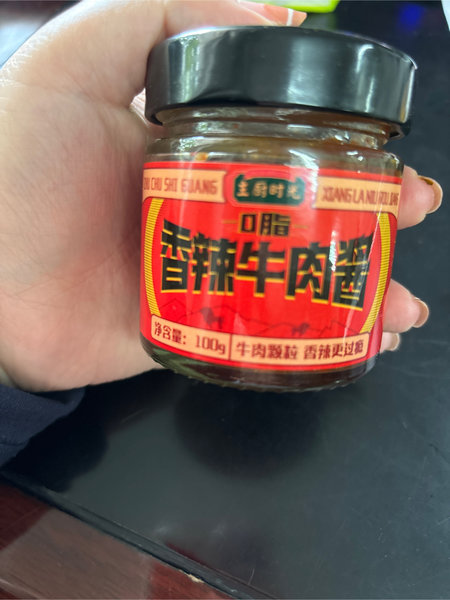 主厨时光
CHU SHI GUANG
XIANG LA NIU ROU JIANG
0脂
香辣牛肉酱
净含量：100g
牛肉颗粒 香辣更过瘾